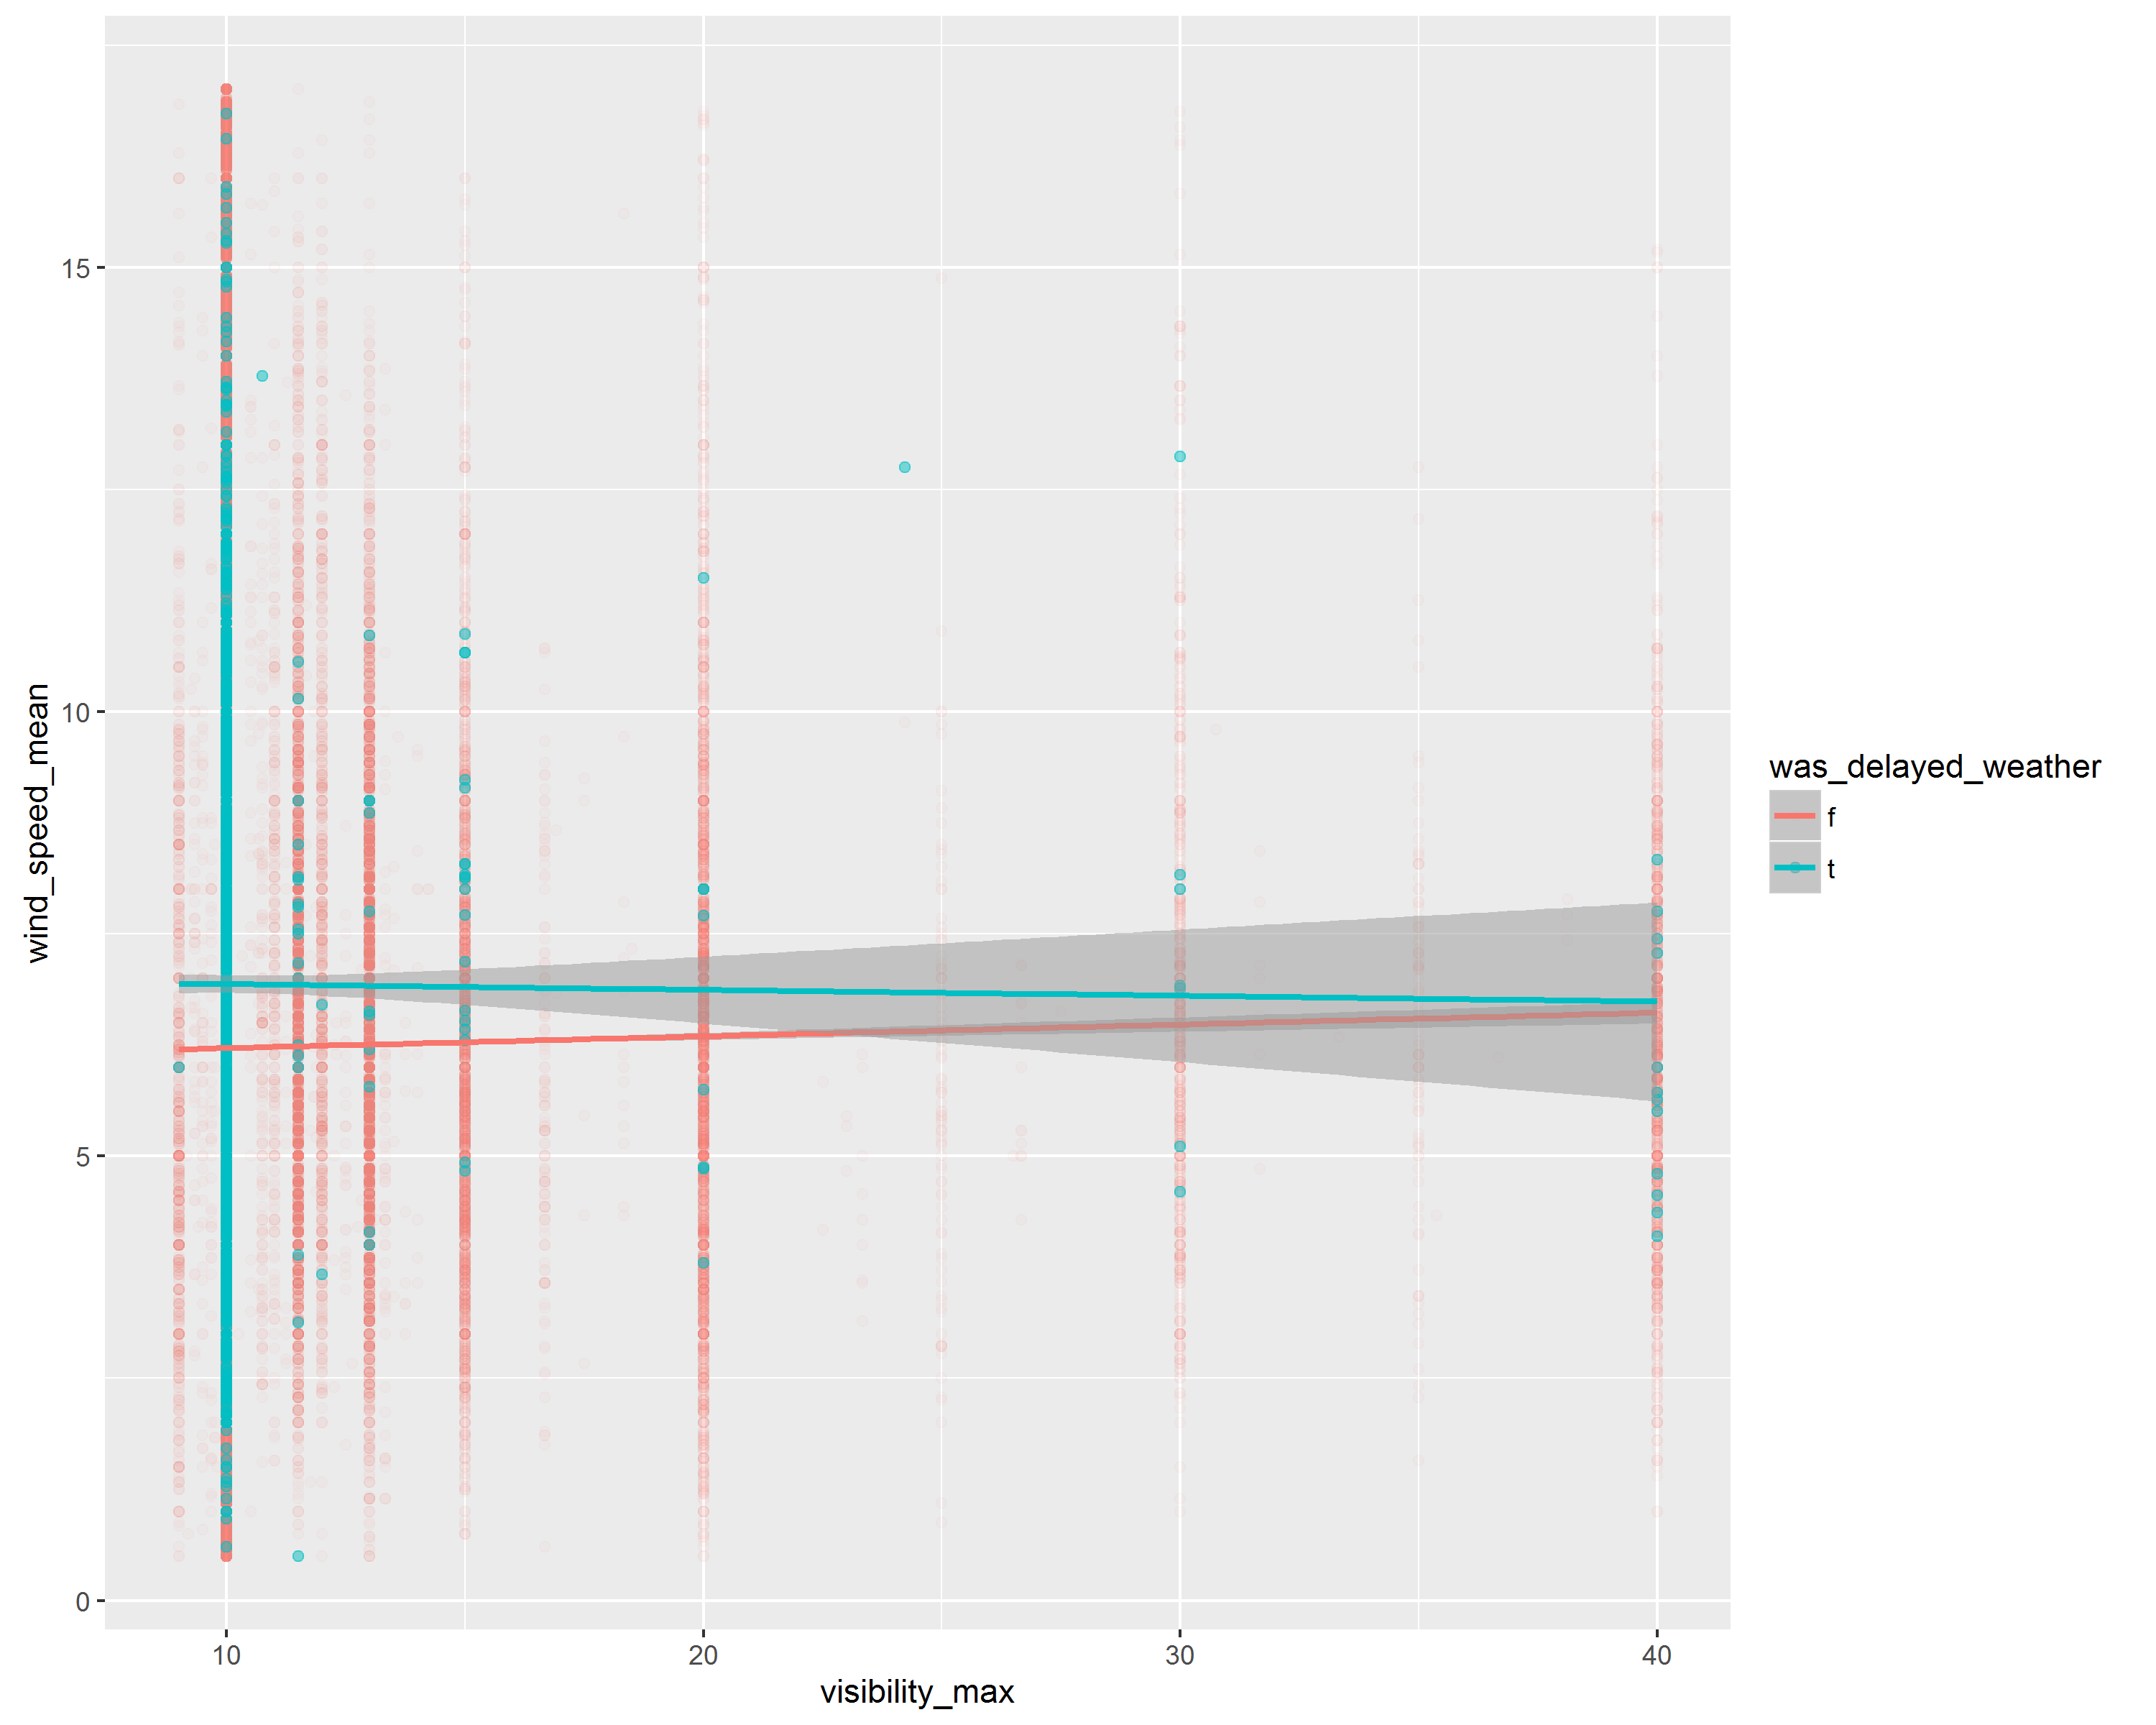 15
10
5
0
wind_speed_mean
10 20 30 40
visibility_max
was_delayed_weather
f
t